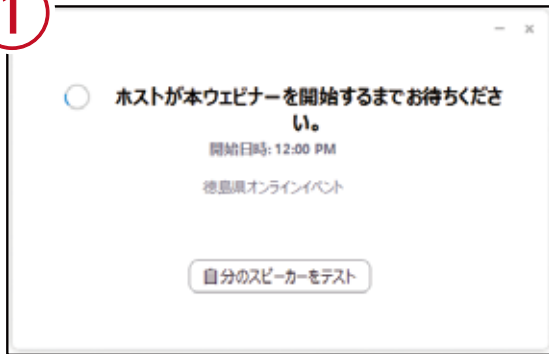 1
ホストが本ウェビナーを開始するまでお待ちくださ
い。
開始日時: 12:00 PM
徳島県オンラインイベント
自分のスピーカーをテスト